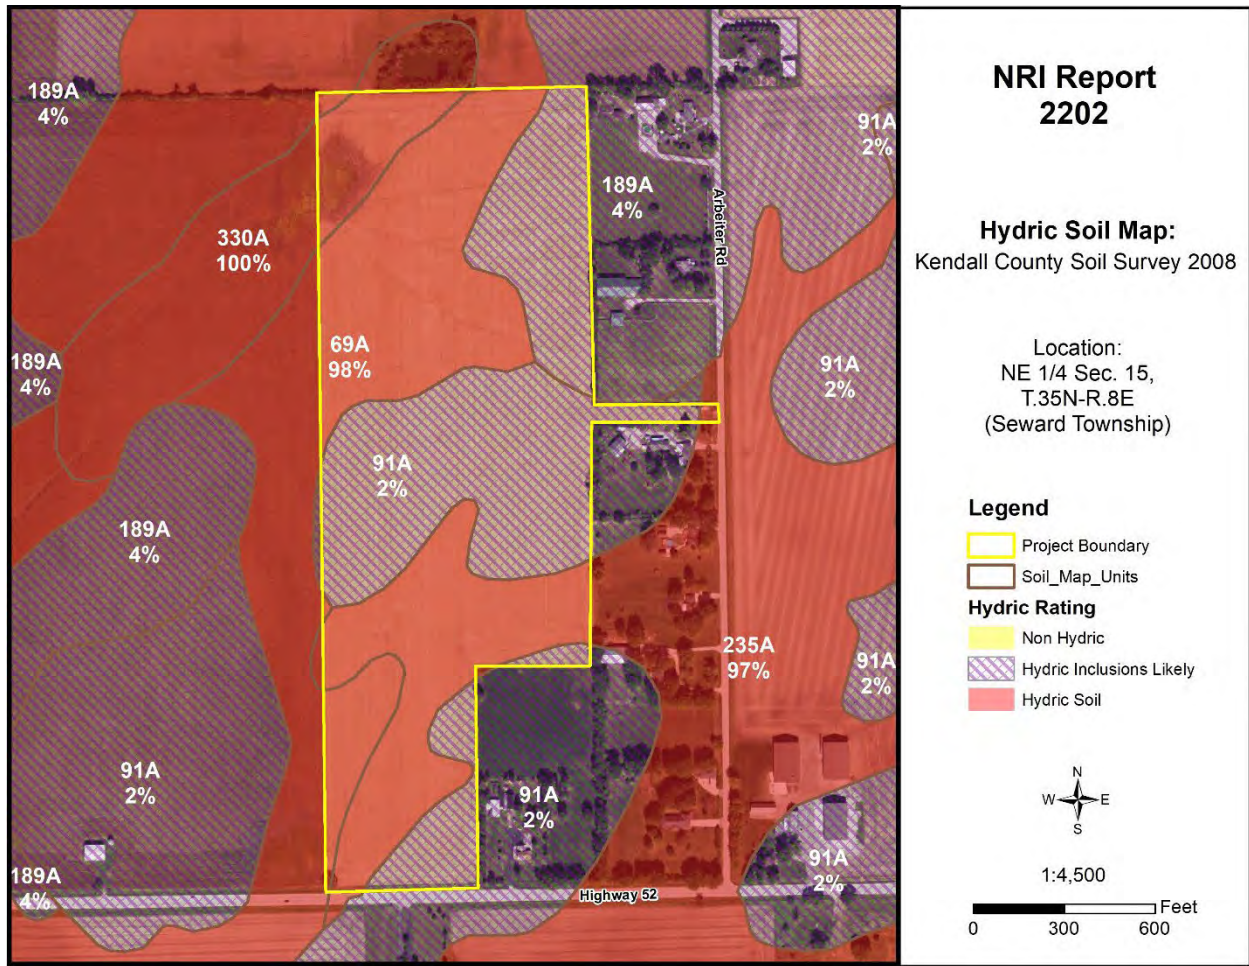 189A
4%
91A
2%
189A
4%
Arbeiter Rd
330A
100%
69A
98%
189A
4%
91A
2%
91A
2%
189A
4%
235A
97%
91A
2%
91A
2%
91A
2%
91A
2%
189A
4%
Highway 52
NRI Report
2202
Hydric Soil Map:
Kendall County Soil Survey 2008
Location:
NE 1/4 Sec. 15,
T.35N-R.8E
(Seward Township)
Legend
Project Boundary
Soil_Map_Units
Hydric Rating
Non Hydric
Hydric Inclusions Likely
Hydric Soil
N
W E
S
1:4,500
Feet
0 300 600